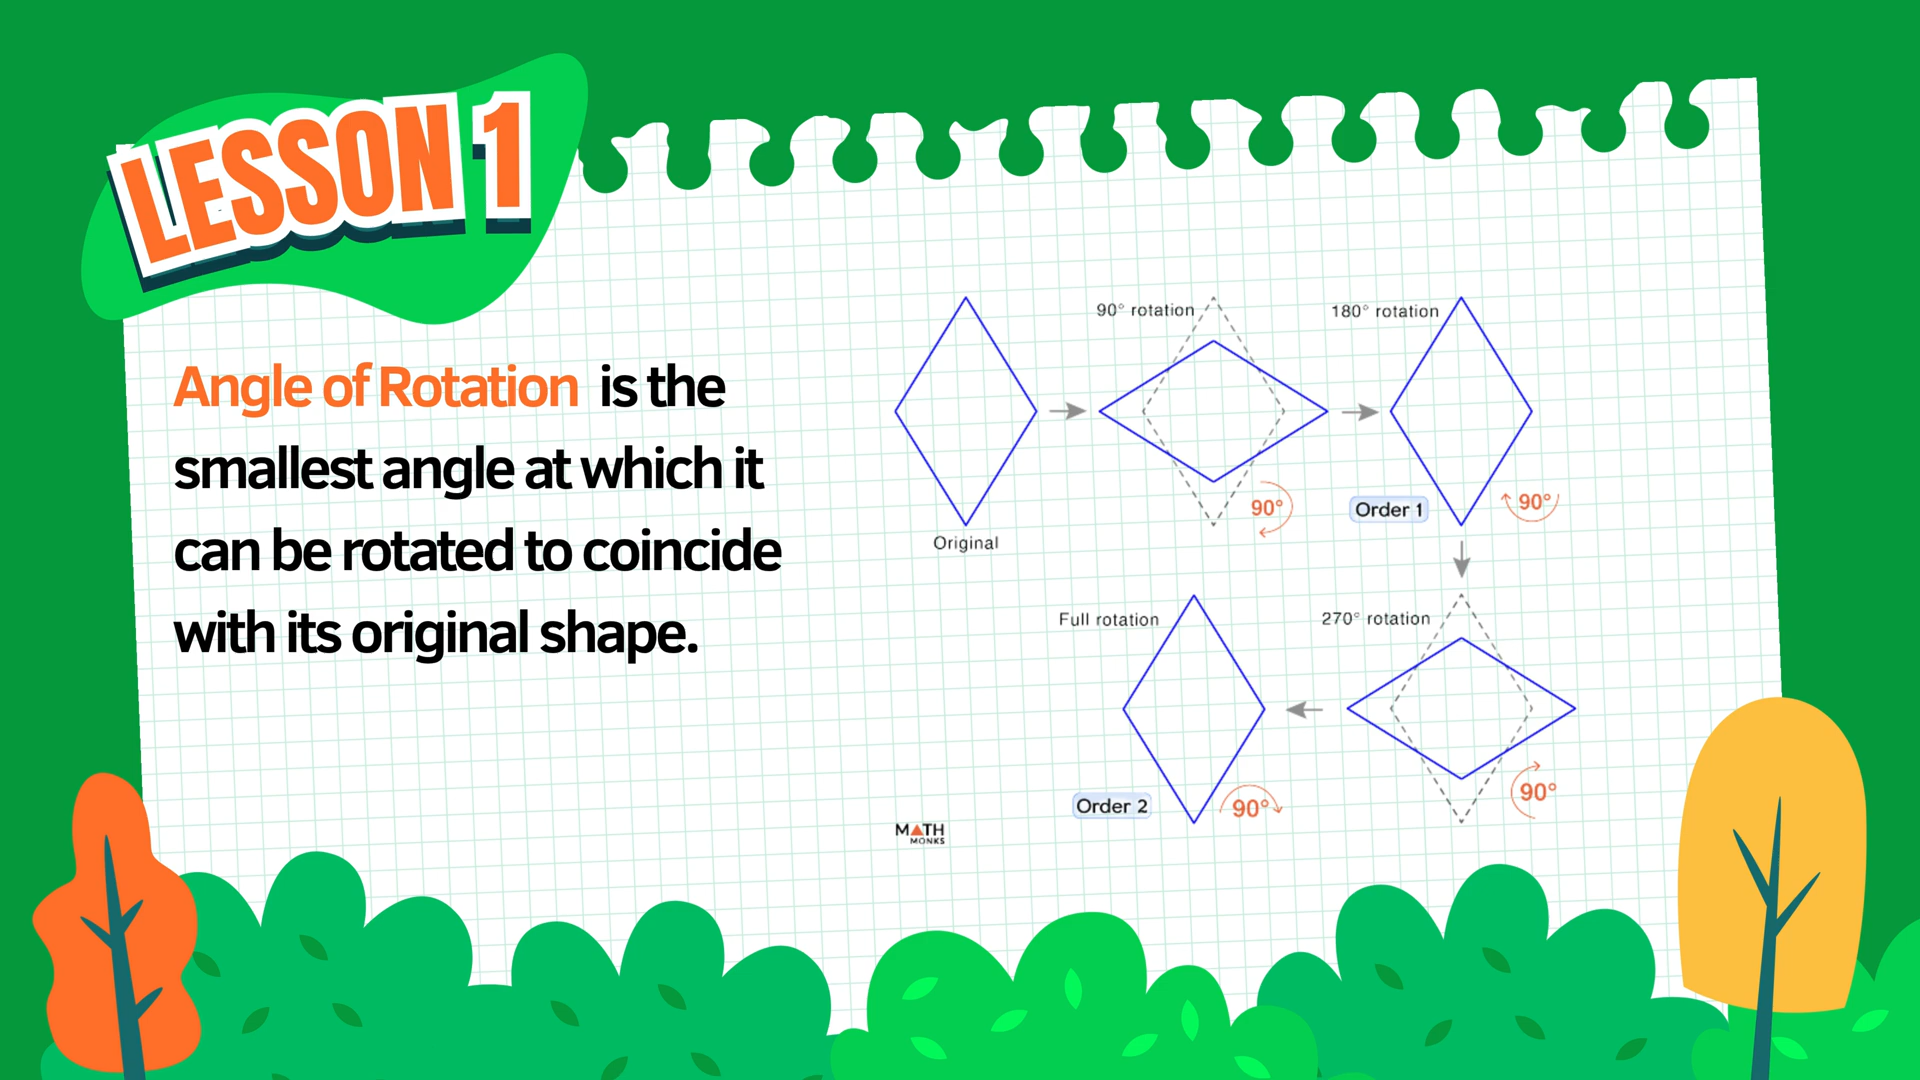 LESSON 1
Angle of Rotation is the
smallest angle at which it
can be rotated to coincide
with its original shape.
Original
90° rotation
90°
180° rotation
Order 1
90°
270° rotation
90°
Full rotation
Order 2
90°
MATH
MONKS